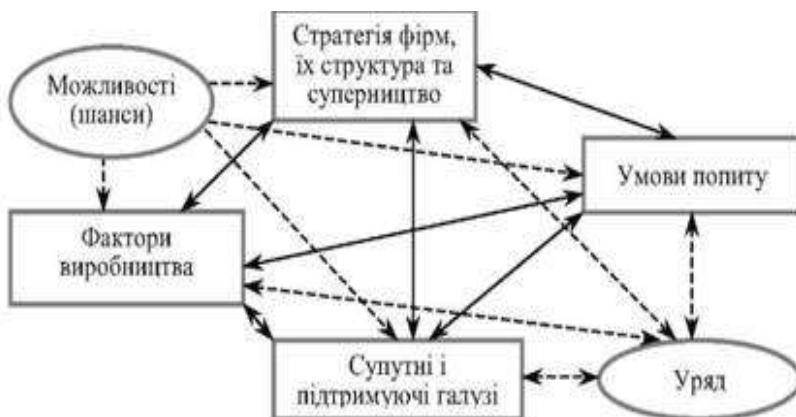 Стратегія фірм,
їх структура та
суперництво
Можливості
(шанси)
Умови попиту
Фактори
виробництва
Супутні і
підтримуючі галузі
Уряд